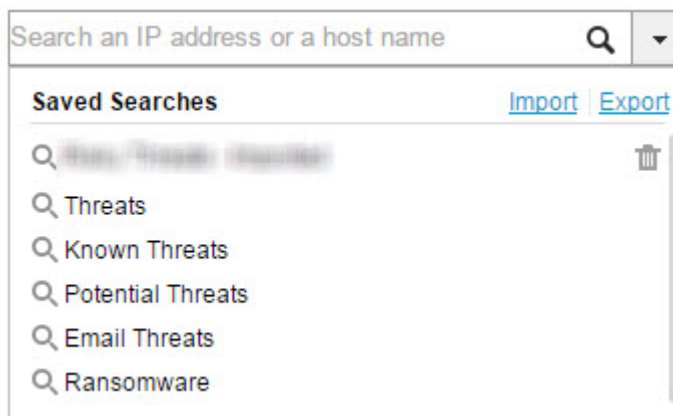 Search an IP address or a host name
Saved Searches Import Export
Threats
Known Threats
Potential Threats
Email Threats
Ransomware